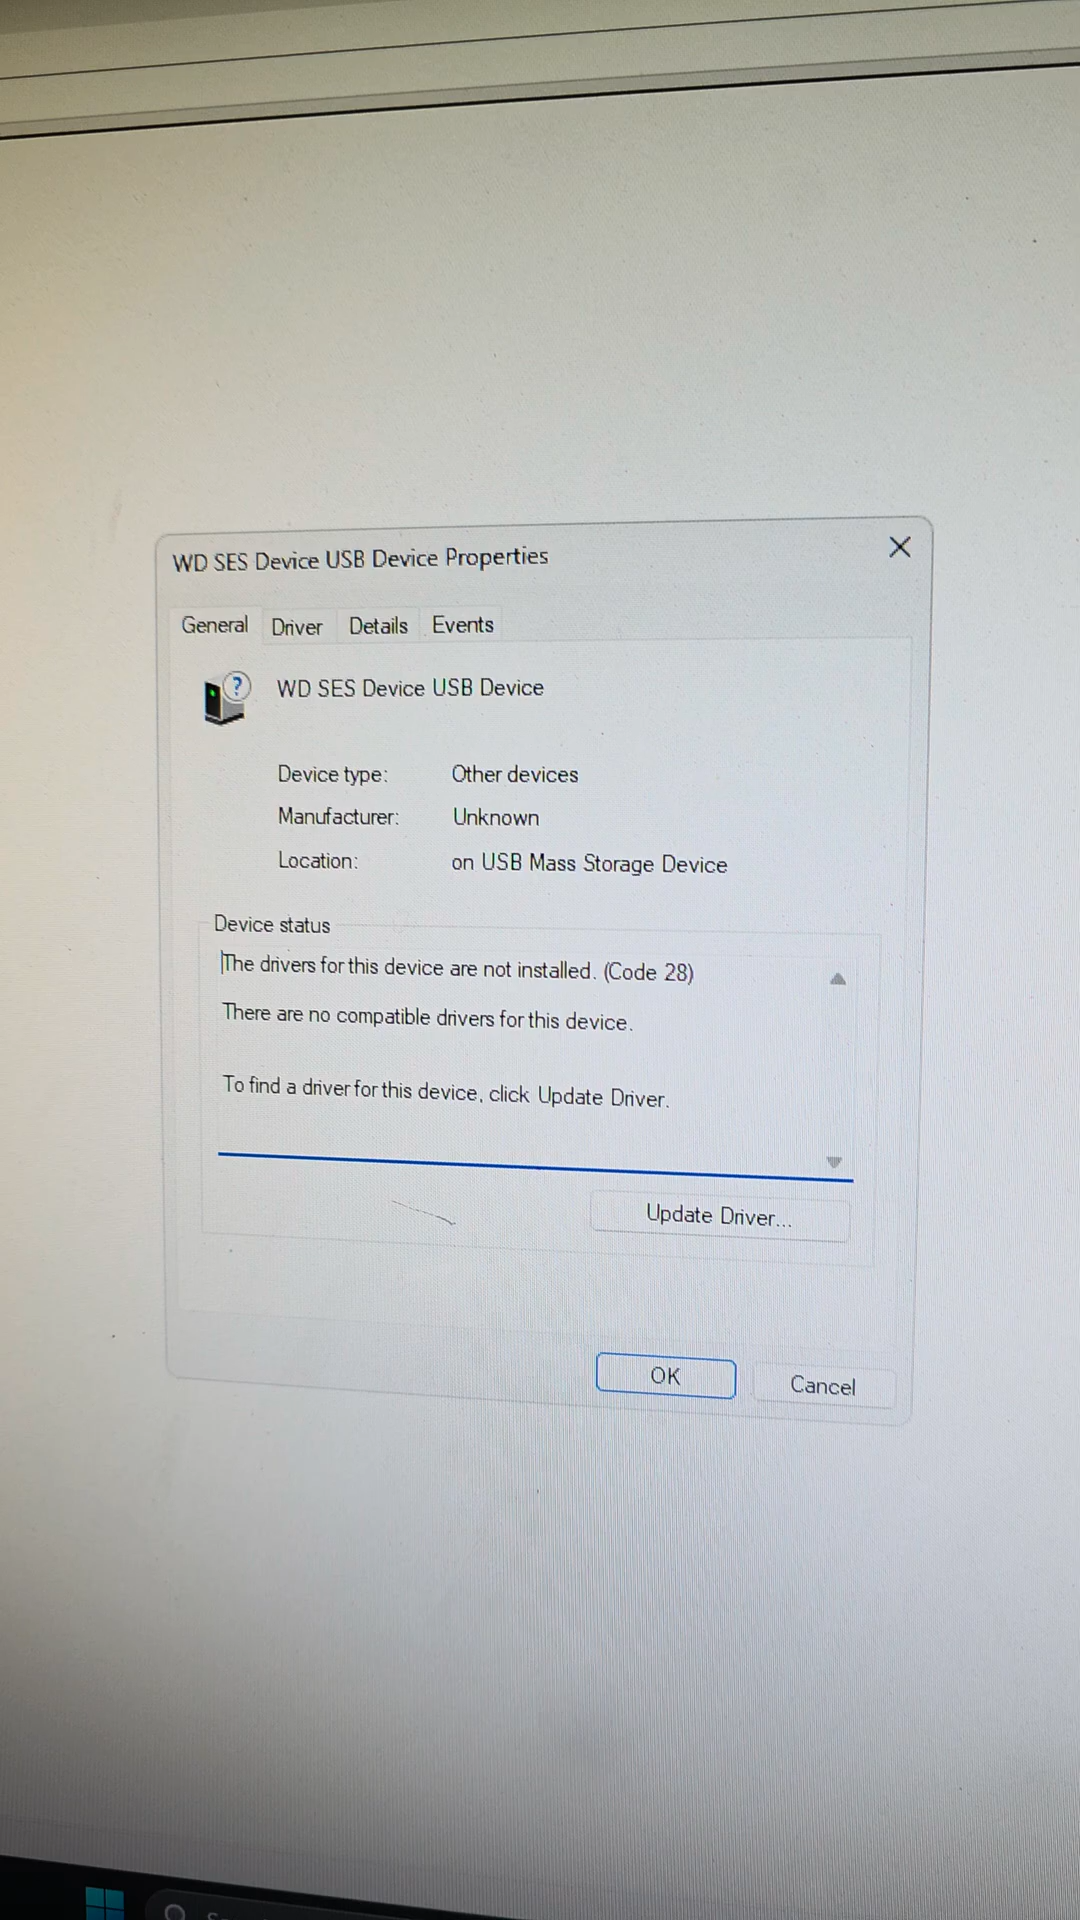 WD SES Device USB Device Properties
General Driver Details Events
?
WD SES Device USB Device
Device type: Other devices
Manufacturer: Unknown
Location: on USB Mass Storage Device
Device status
The drivers for this device are not installed. (Code 28)
There are no compatible drivers for this device.
To find a driver for this device, click Update Driver.
Update Driver...
OK Cancel